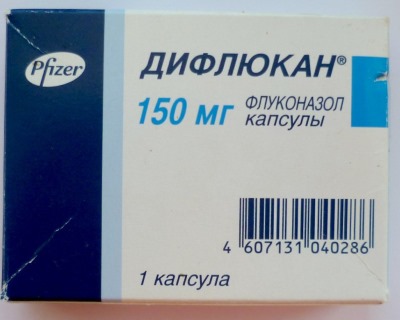 Pfizer
ДИФЛЮКАН®
150 мг ФЛУКОНАЗОЛ
капсулы
4 607131 040286
1 капсула